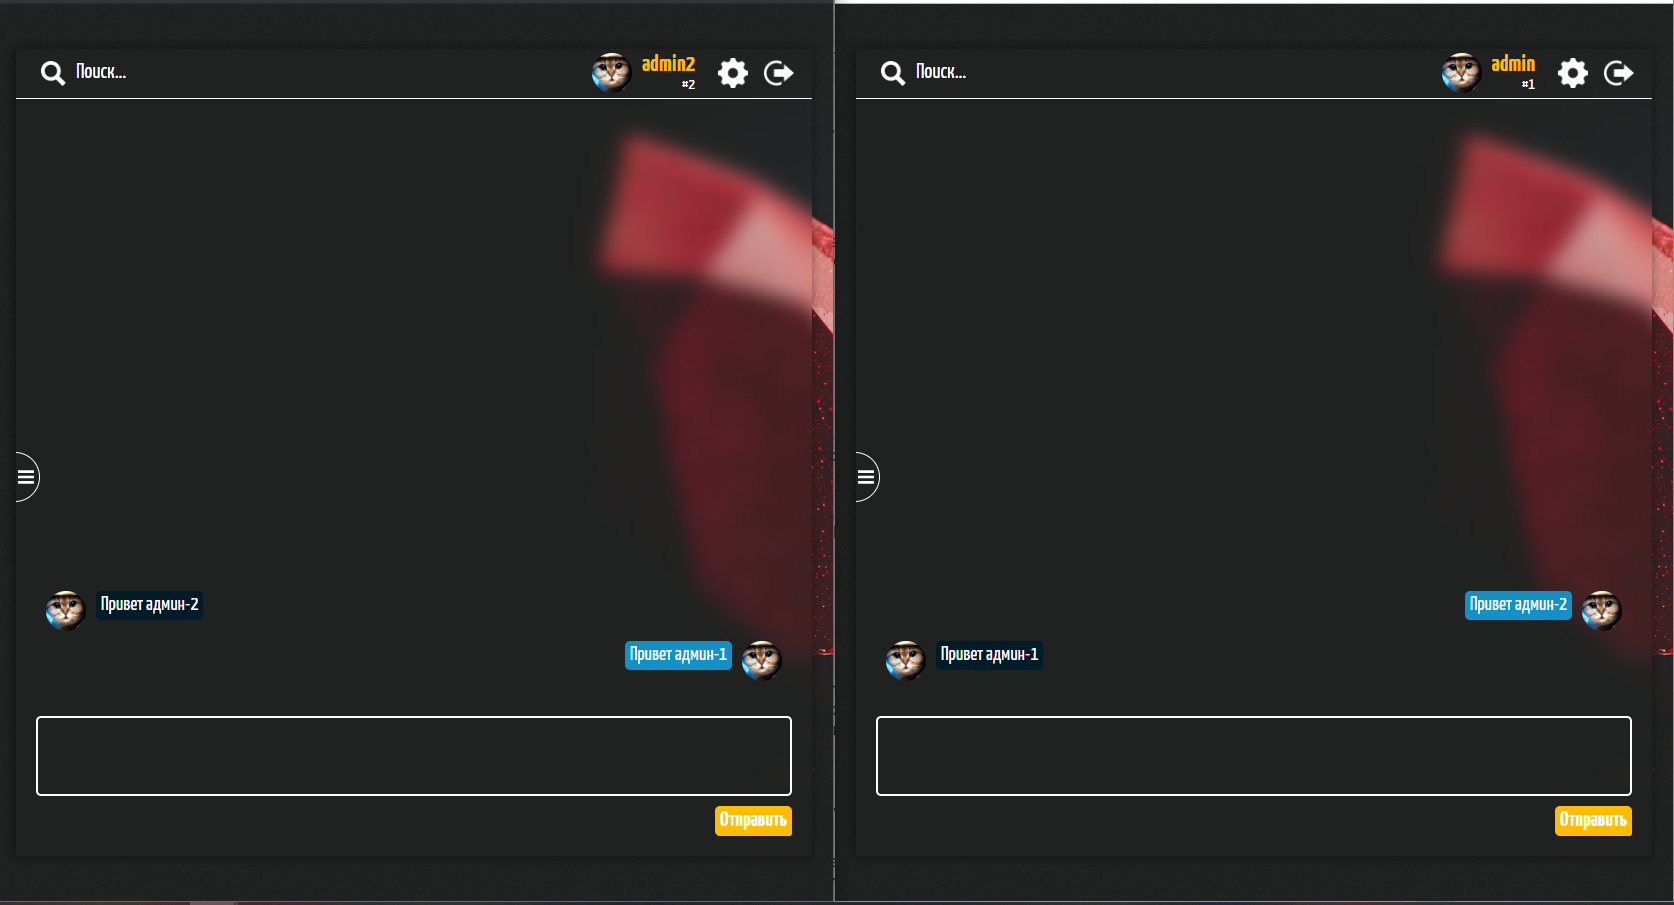 Поиск...
admin2
#2
Привет админ-2
Привет админ-1
Отправить
Поиск...
admin
#1
Привет админ-2
Привет админ-1
Отправить